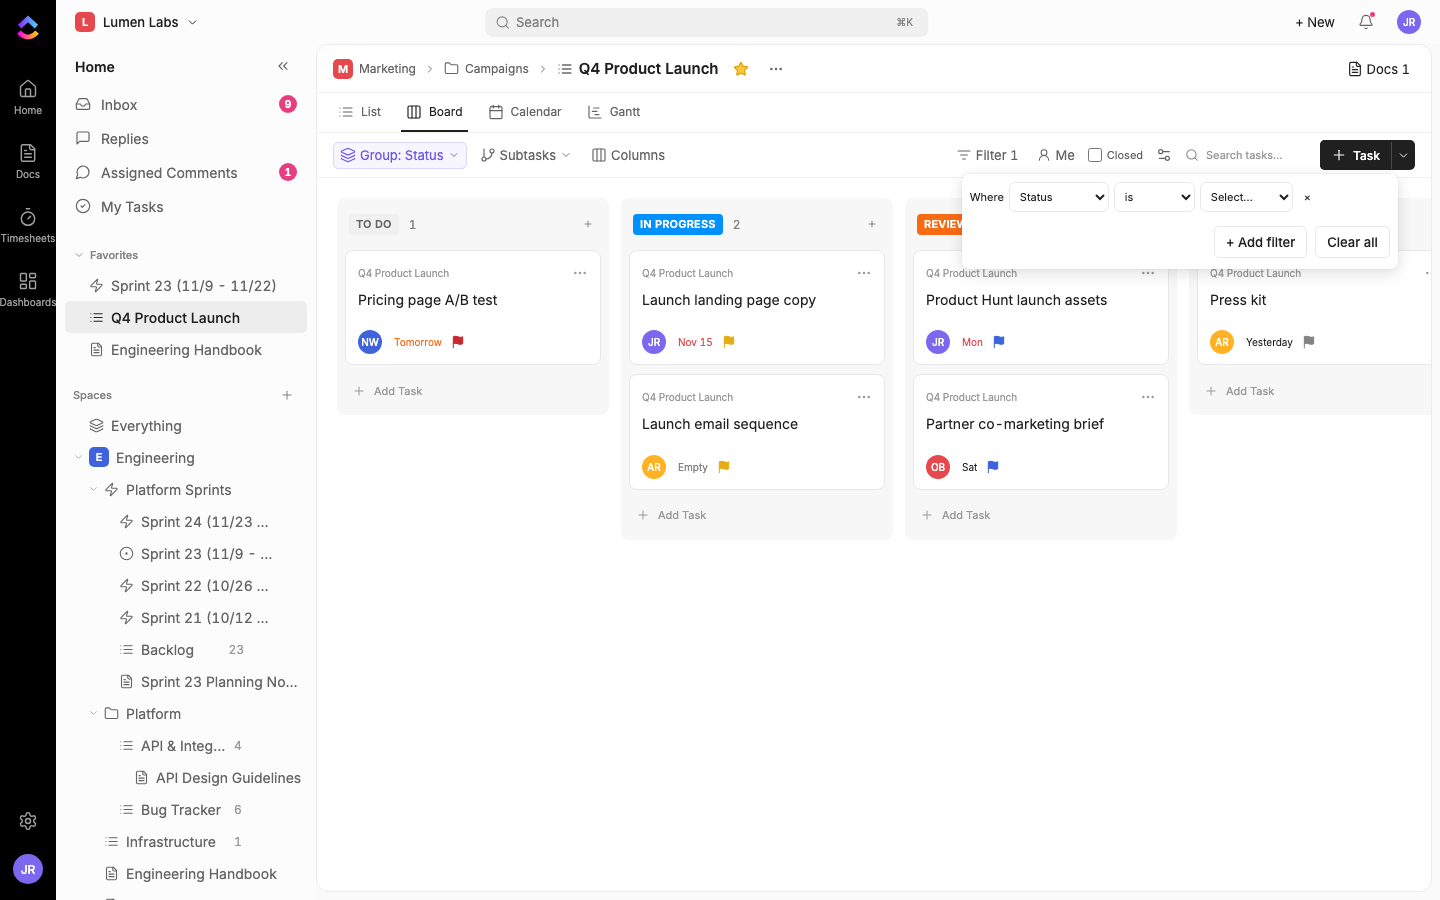 L Lumen Labs
Search ⌘K
+ New
JR
Home
Docs
Timesheets
Dashboards
JR
Home
Inbox 9
Replies
Assigned Comments 1
My Tasks
Favorites
Sprint 23 (11/9 - 11/22)
Q4 Product Launch
Engineering Handbook
Spaces
Everything
E Engineering
Platform Sprints
Sprint 24 (11/23 ...
Sprint 23 (11/9 - ...
Sprint 22 (10/26 ...
Sprint 21 (10/12 ...
Backlog 23
Sprint 23 Planning No...
Platform
API & Integ... 4
API Design Guidelines
Bug Tracker 6
Infrastructure 1
Engineering Handbook
M Marketing Campaigns Q4 Product Launch
Docs 1
List Board Calendar Gantt
Group: Status Subtasks Columns
Filter 1 Me Closed Search tasks... Task
Where Status is Select... ×
+ Add filter Clear all
TO DO 1
Q4 Product Launch
Pricing page A/B test
NW Tomorrow
Add Task
IN PROGRESS 2
Q4 Product Launch
Launch landing page copy
JR Nov 15
Q4 Product Launch
Launch email sequence
AR Empty
Add Task
REVIEW
Q4 Product Launch
Product Hunt launch assets
JR Mon
Q4 Product Launch
Partner co-marketing brief
OB Sat
Add Task
Q4 Product Launch
Press kit
AR Yesterday
Add Task